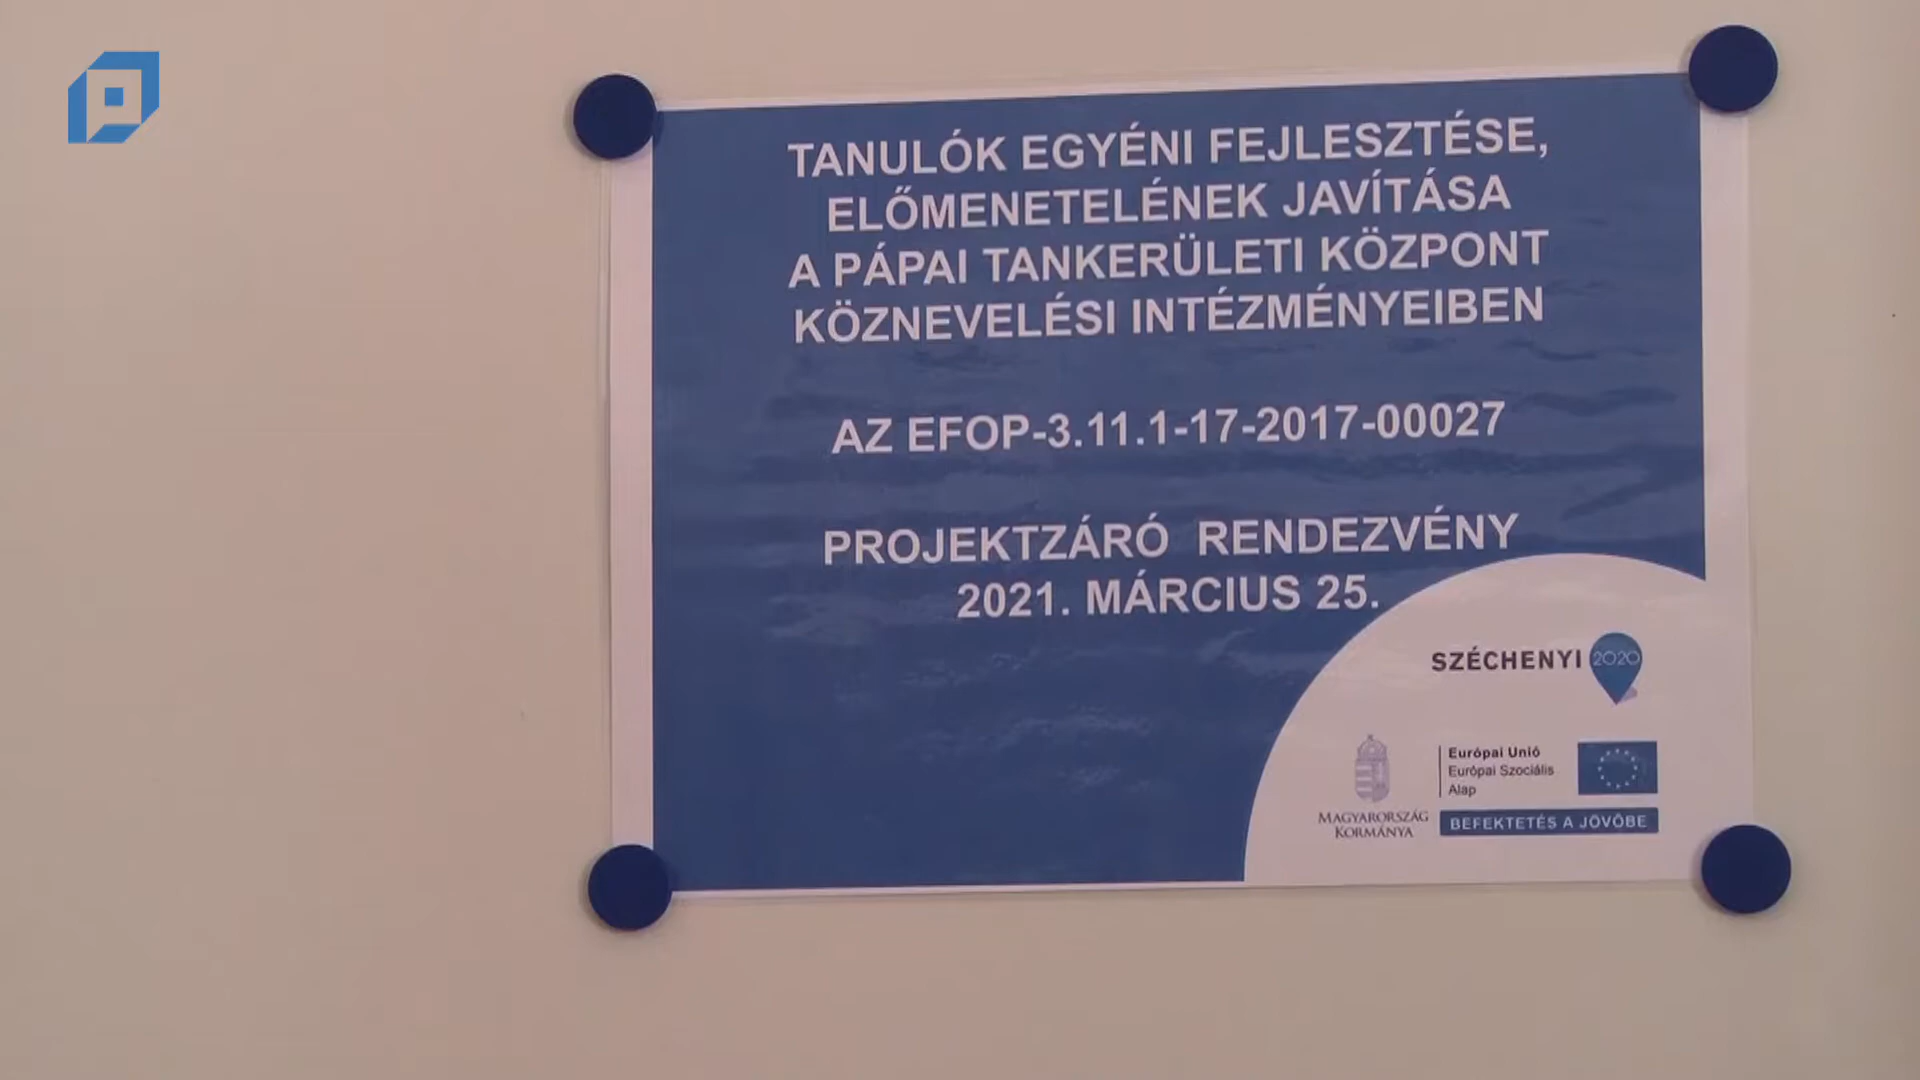 TANULÓK EGYÉNI FEJLESZTÉSE,
ELŐMENETELÉNEK JAVÍTÁSA
A PÁPAI TANKERÜLETI KÖZPONT
KÖZNEVELÉSI INTÉZMÉNYEIBEN
AZ EFOP-3.11.1-17-2017-00027
PROJEKTZÁRÓ RENDEZVÉNY
2021. MÁRCIUS 25.
SZÉCHENYI 2020
Európai Unió
Európai Szociális
Alap
MAGYARORSZÁG
KORMÁNYA
BEFEKTETÉS A JÖVŐBE